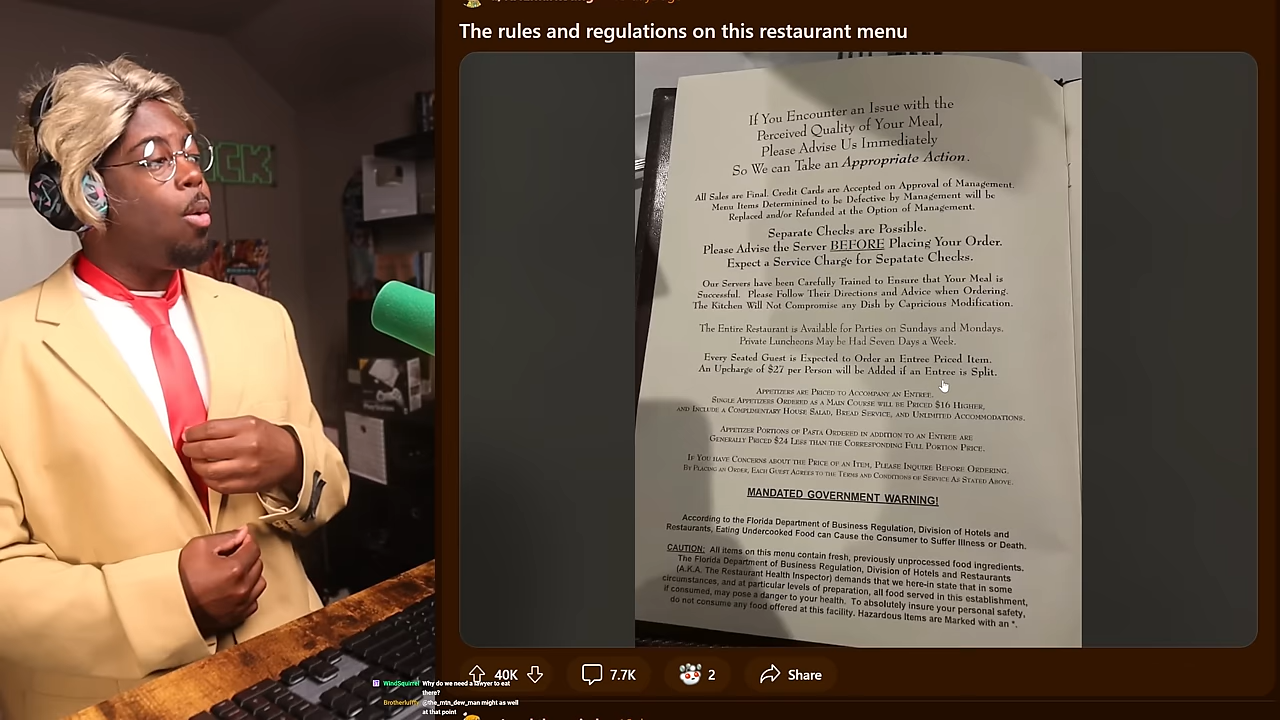 The rules and regulations on this restaurant menu
If You Encounter an Issue with the
Perceived Quality of Your Meal,
Please Advise Us Immediately
So We can Take an Appropriate Action.
All Sales are Final. Credit Cards are Accepted on Approval of Management.
Menu Items Determinined to be Defective by Management will be
Replaced and/or Refunded at the Option of Management.
Separate Checks are Possible.
Please Advise the Server BEFORE Placing Your Order.
Expect a Service Charge for Separate Checks.
Our Servers have been Carefully Trained to Ensure that Your Meal is
Successful. Please Follow Their Directions and Advice when Ordering.
The Kitchen Will Not Compromise any Dish by Capricious Modification.
The Entire Restaurant is Available for Parties on Sundays and Mondays.
Private Luncheons May be Had Seven Days a Week.
Every Seated Guest is Expected to Order an Entree Priced Item.
An Upcharge of $27 per Person will be Added if an Entree is Split.
Appetizers are Priced to Accompany an Entree.
Single Appetizers Ordered as a Main Course will be Priced $16 Higher,
and Include a Complimentary House Salad, Bread Service, and Unlimited Accommodations.
Appetizer Portions of Pasta Ordered in addition to an Entree are
Generally Priced $24 Less than the Corresponding Full Portion Price.
If You Have Concerns about the Price of an Item, Please Inquire Before Ordering.
By Placing an Order, Each Guest Agrees to the Terms and Conditions of Service As Stated Above.
MANDATED GOVERNMENT WARNING!
According to the Florida Department of Business Regulation, Division of Hotels and
Restaurants, Eating Undercooked Food can Cause the Consumer to Suffer Illness or Death.
CAUTION: All items on this menu contain fresh, previously unprocessed food ingredients.
The Florida Department of Business Regulation, Division of Hotels and Restaurants
(A.K.A. The Restaurant Health Inspector) demands that we here-in state that in some
circumstances, and at particular levels of preparation, all food served in this establishment,
if consumed, may pose a danger to your health. To absolutely insure your personal safety,
do not consume any food offered at this facility. Hazardous Items are Marked with an *.
40K
7.7K
2
Share
WindSquirrel Why do we need a lawyer to eat
there?
@the_mtn_dew_man might as well
at that point